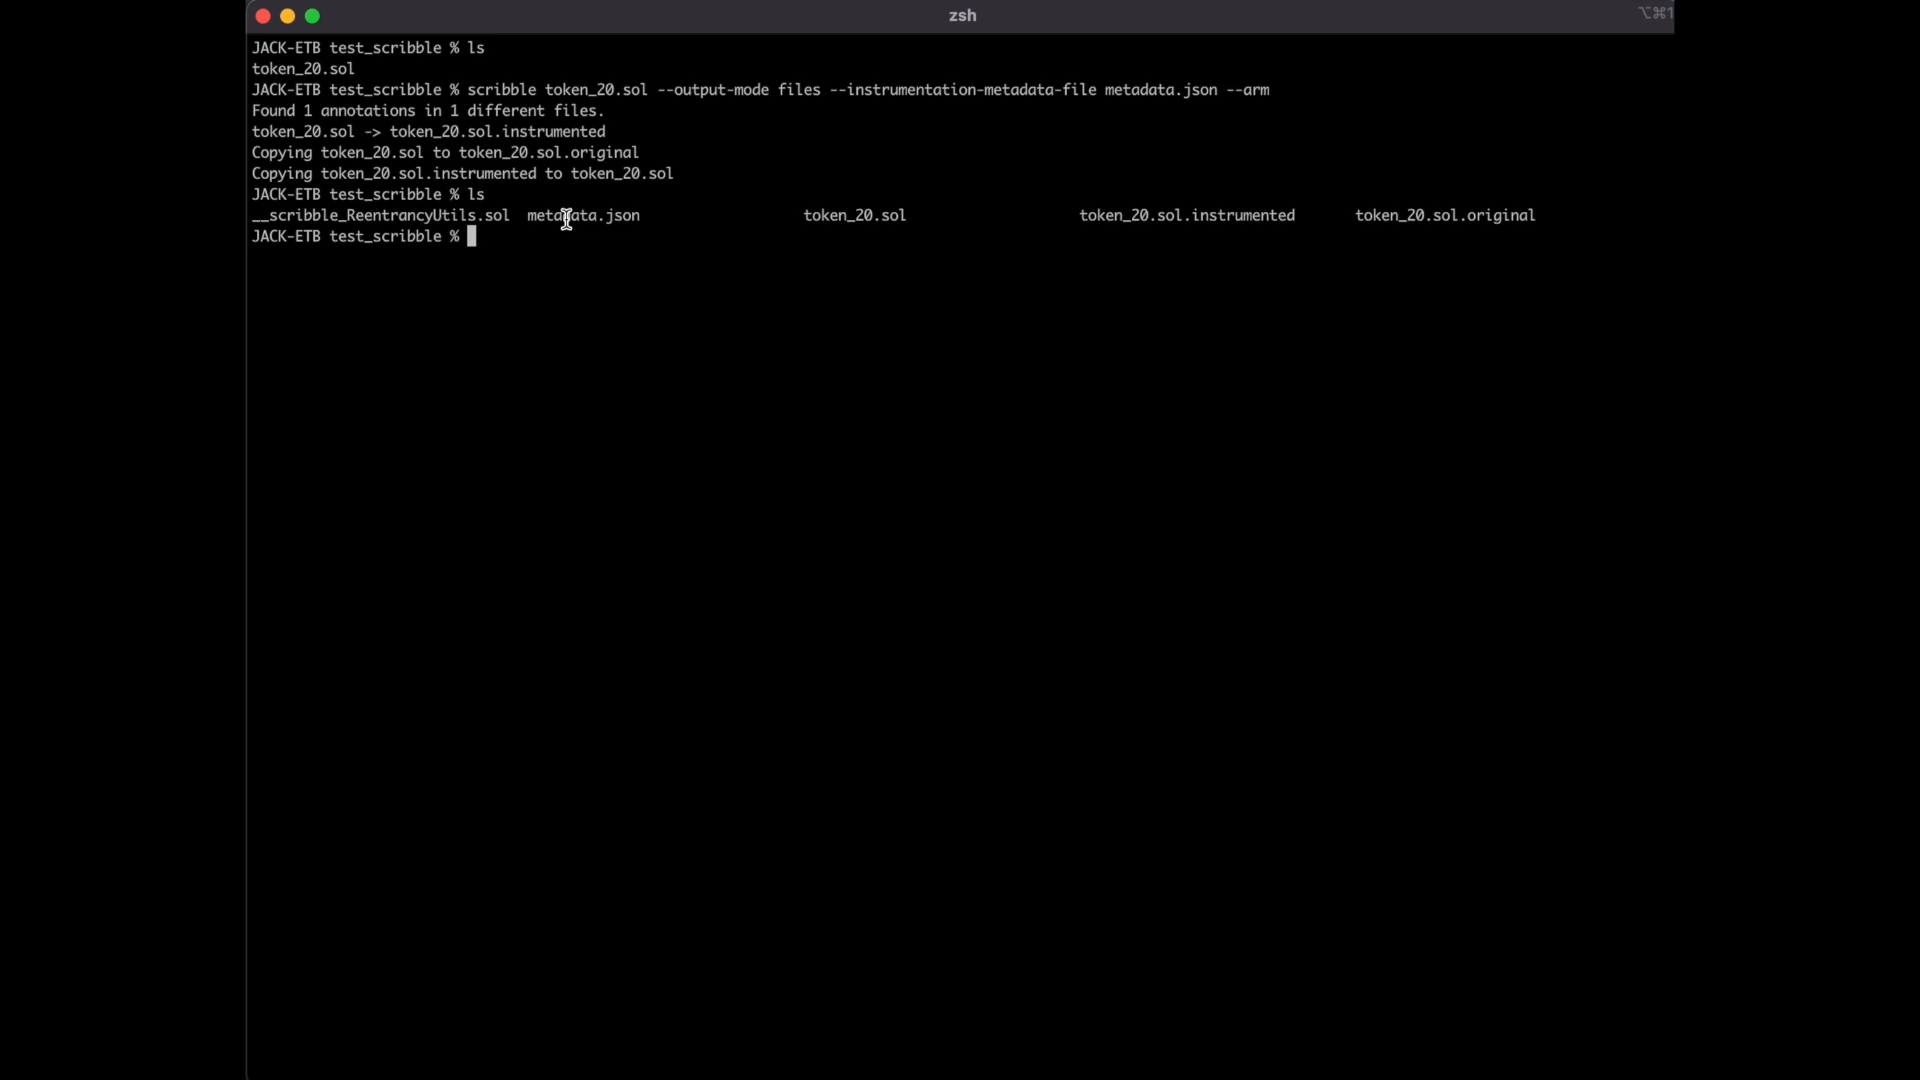 zsh
⌥⌘1
JACK-ETB test_scribble % ls
token_20.sol
JACK-ETB test_scribble % scribble token_20.sol --output-mode files --instrumentation-metadata-file metadata.json --arm
Found 1 annotations in 1 different files.
token_20.sol -> token_20.sol.instrumented
Copying token_20.sol to token_20.sol.original
Copying token_20.sol.instrumented to token_20.sol
JACK-ETB test_scribble % ls
__scribble_ReentrancyUtils.sol metadata.json token_20.sol token_20.sol.instrumented token_20.sol.original
JACK-ETB test_scribble %